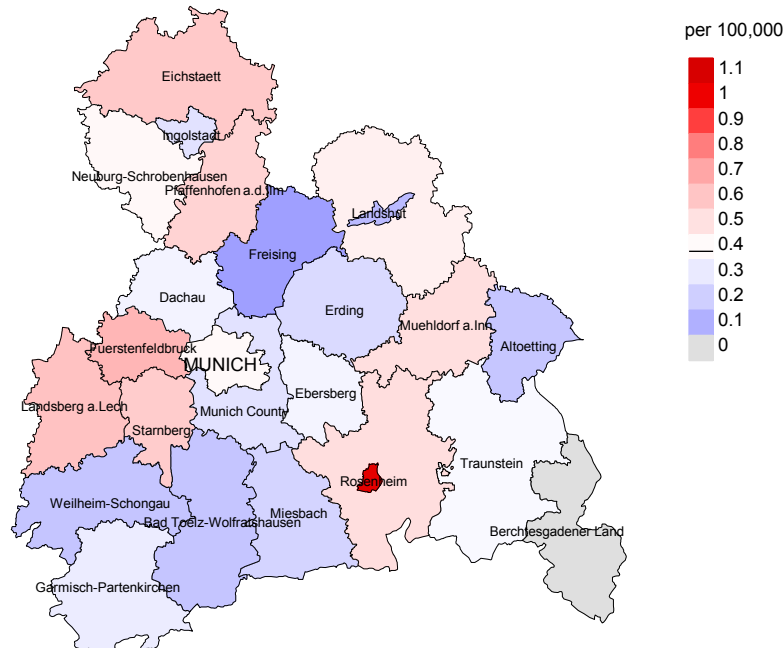 per 100,000
1.1
1
0.9
0.8
0.7
0.6
0.5
0.4
0.3
0.2
0.1
0
Eichstaett
Ingolstadt
Neuburg-Schrobenhausen
Pfaffenhofen a.d.Ilm
Landshut
Freising
Dachau
Erding
Muehldorf a.Inn
Altoetting
Fuerstenfeldbruck
MUNICH
Ebersberg
Landsberg a.Lech
Munich County
Starnberg
Traunstein
Rosenheim
Weilheim-Schongau
Miesbach
Bad Toelz-Wolfratshausen
Berchtesgadener Land
Garmisch-Partenkirchen